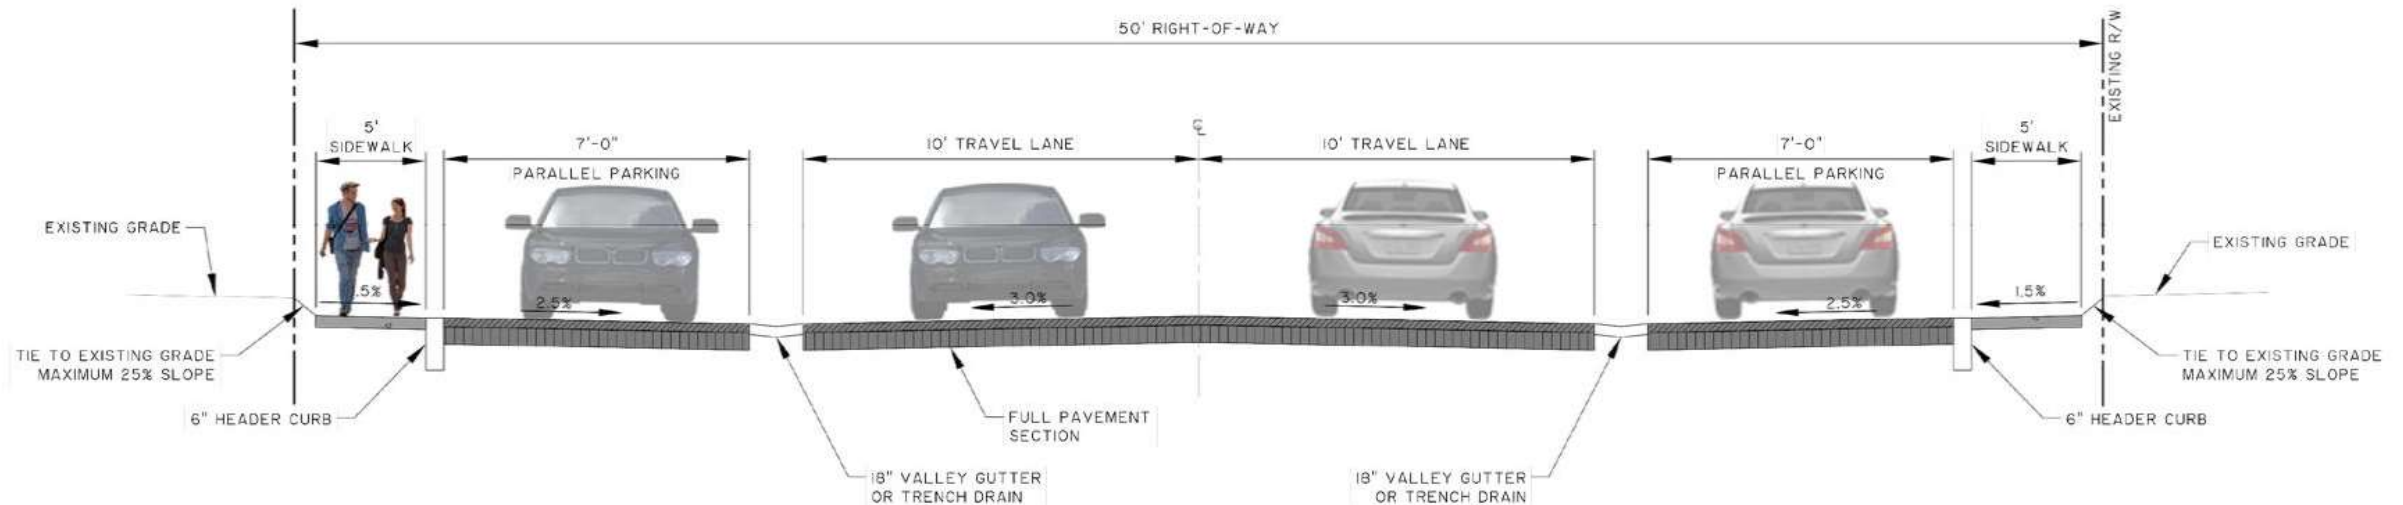 50' RIGHT-OF-WAY
EXISTING R/W
5'
SIDEWALK
7'-0"
PARALLEL PARKING
10' TRAVEL LANE
℄
10' TRAVEL LANE
7'-0"
PARALLEL PARKING
5'
SIDEWALK
EXISTING GRADE
EXISTING GRADE
.5%
2.5%
3.0%
3.0%
2.5%
1.5%
TIE TO EXISTING GRADE
MAXIMUM 25% SLOPE
TIE TO EXISTING GRADE
MAXIMUM 25% SLOPE
6" HEADER CURB
FULL PAVEMENT
SECTION
6" HEADER CURB
18" VALLEY GUTTER
OR TRENCH DRAIN
18" VALLEY GUTTER
OR TRENCH DRAIN